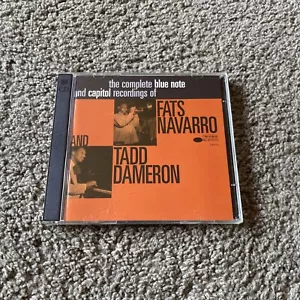 the complete blue note
and capitol recordings of
FATS
NAVARRO
AND
TADD
DAMERON